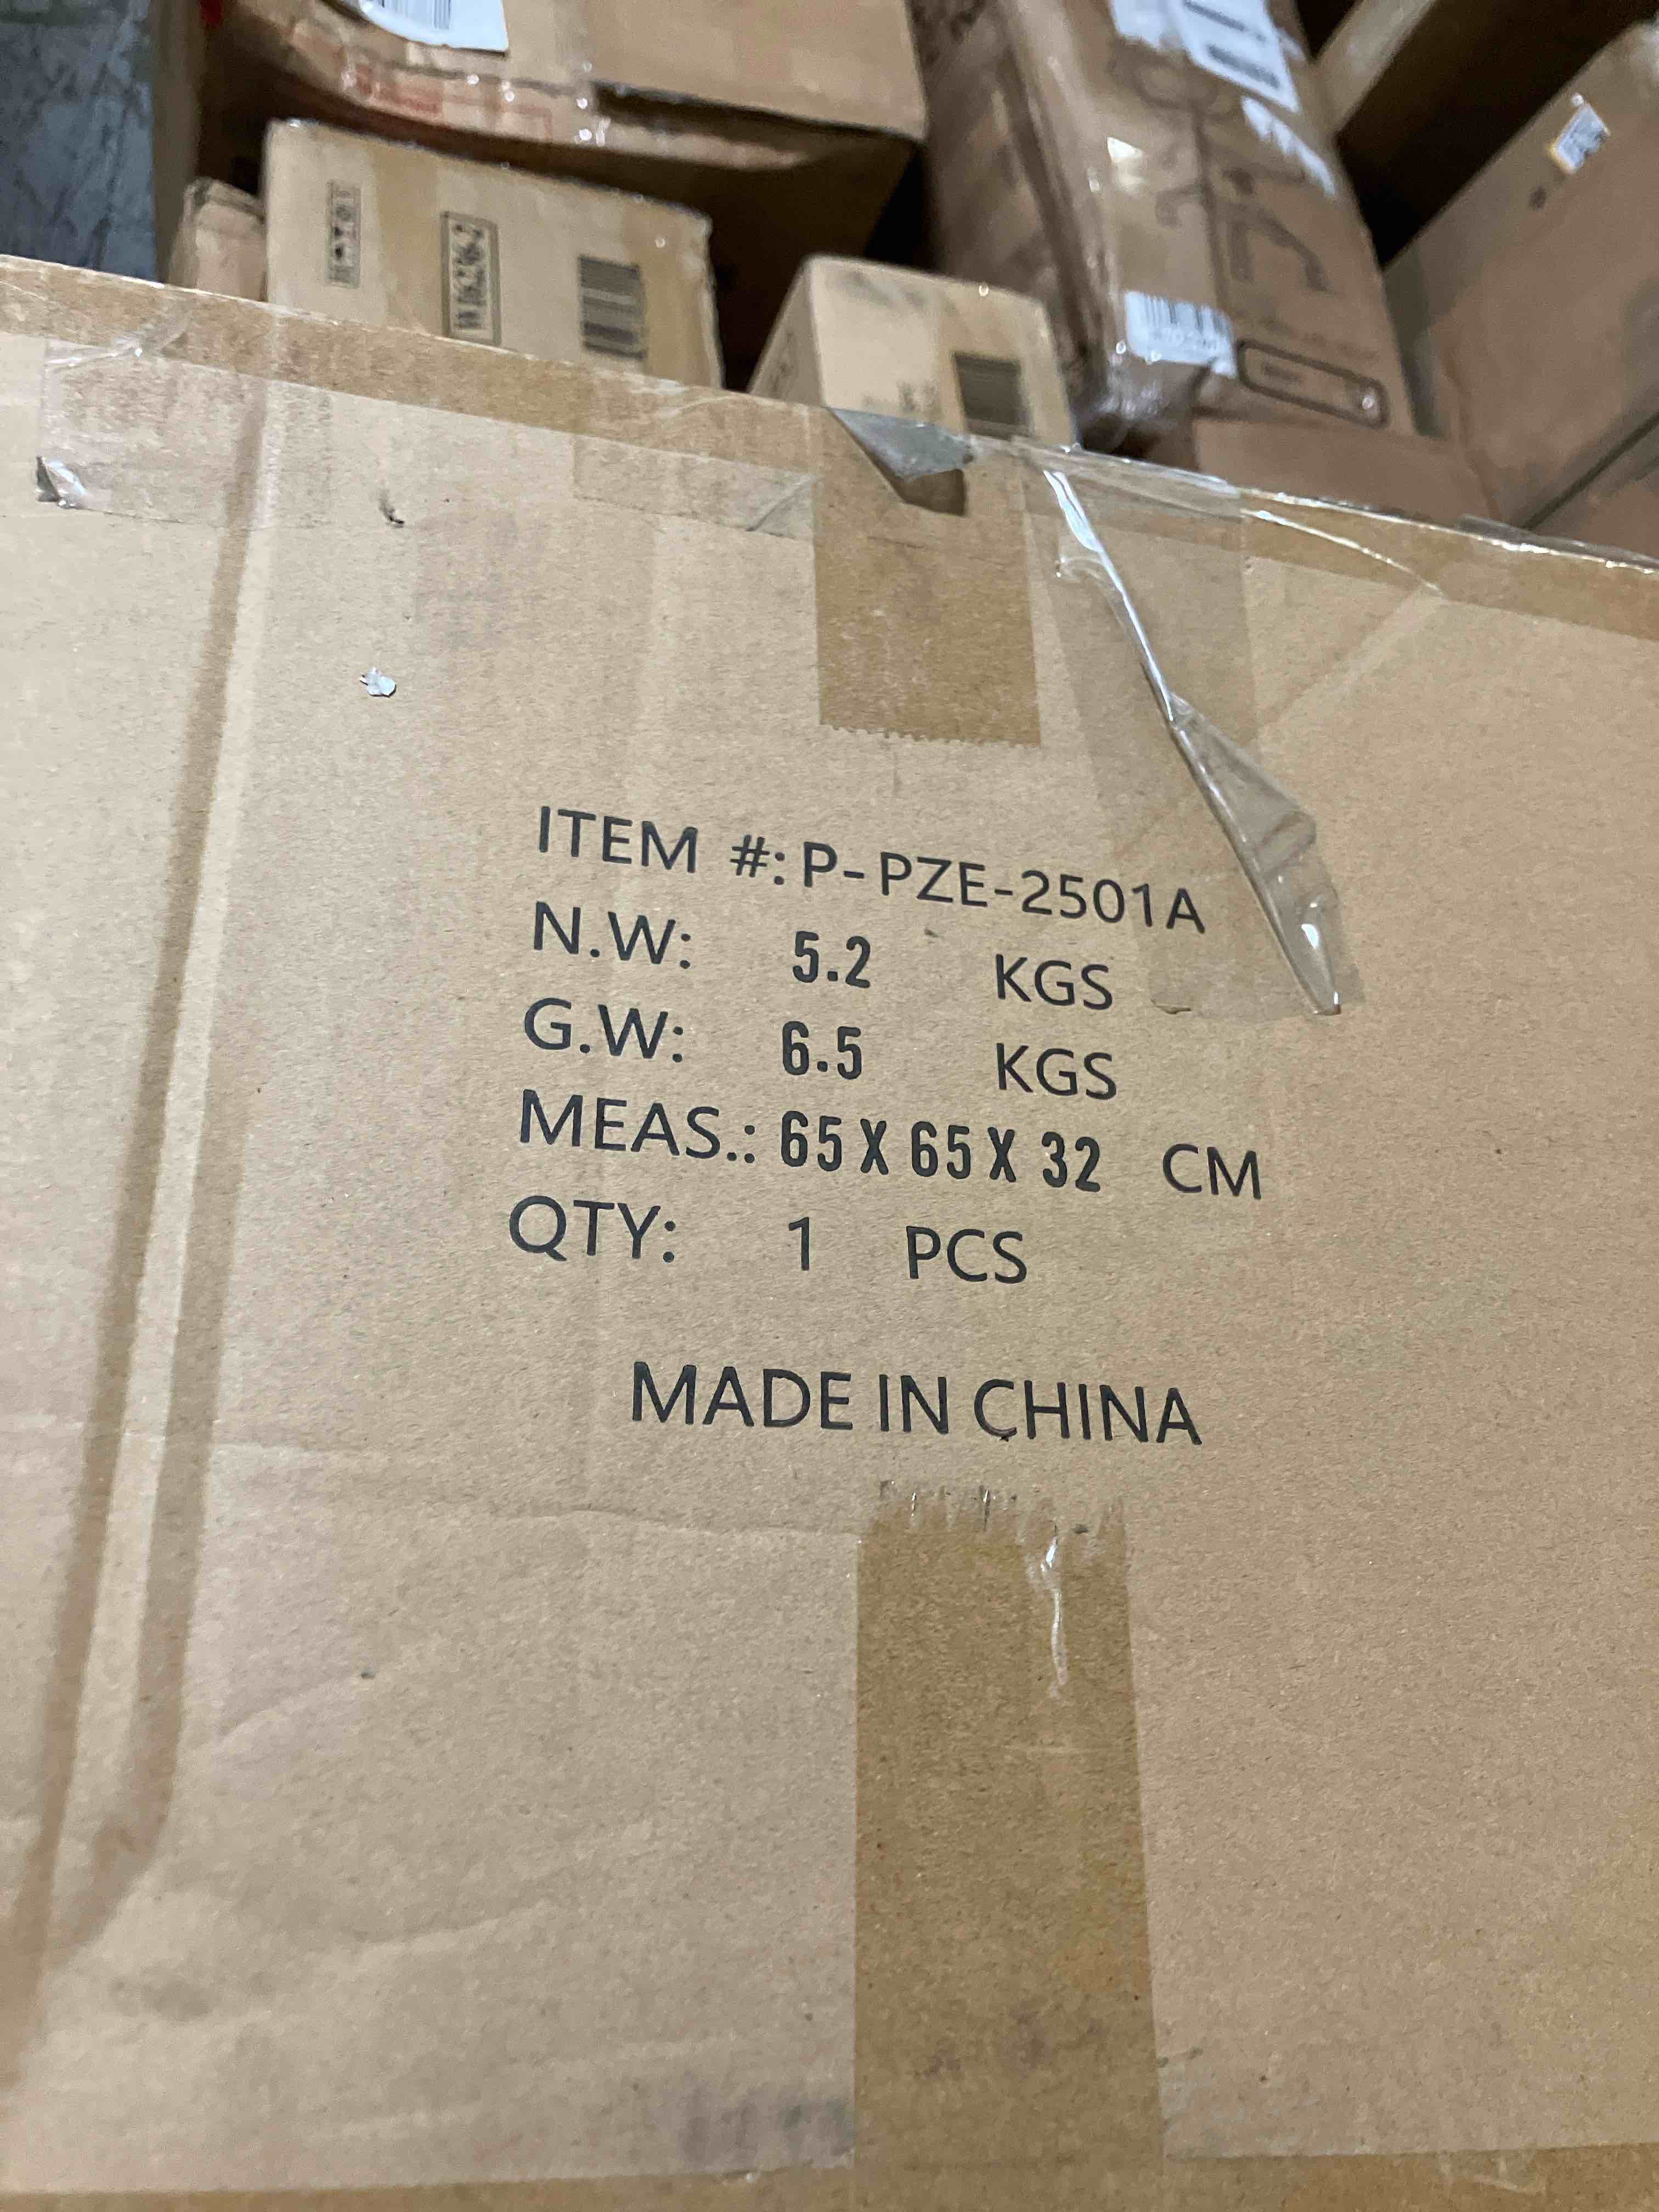 ITEM #: P-PZE-2501A
N.W: 5.2 KGS
G.W: 6.5 KGS
MEAS.: 65 X 65 X 32 CM
QTY: 1 PCS
MADE IN CHINA